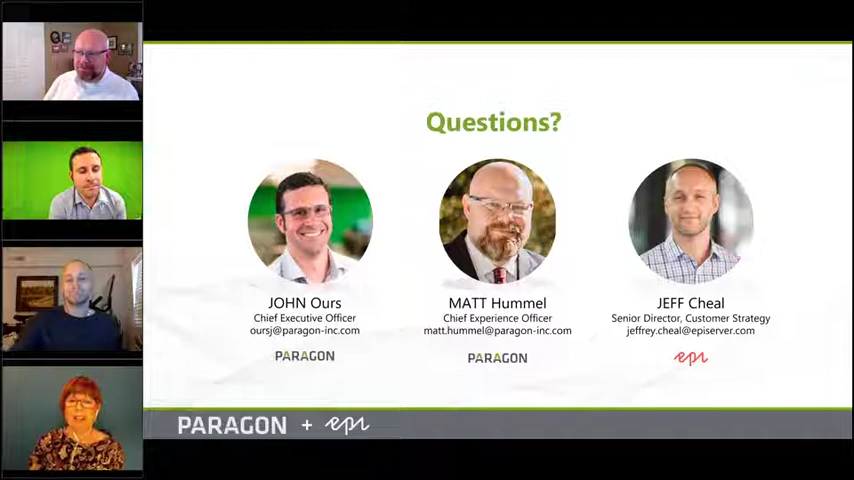 Questions?
JOHN Ours
Chief Executive Officer
oursj@paragon-inc.com
PARAGON
MATT Hummel
Chief Experience Officer
matt.hummel@paragon-inc.com
PARAGON
JEFF Cheal
Senior Director, Customer Strategy
jeffrey.cheal@episerver.com
epi
PARAGON + epi